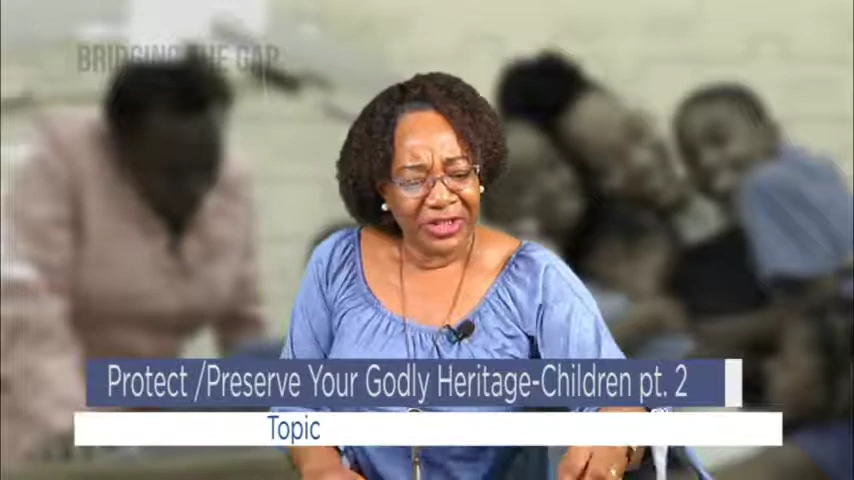 BRIDGING THE GAP
Protect /Preserve Your Godly Heritage-Children pt. 2
Topic